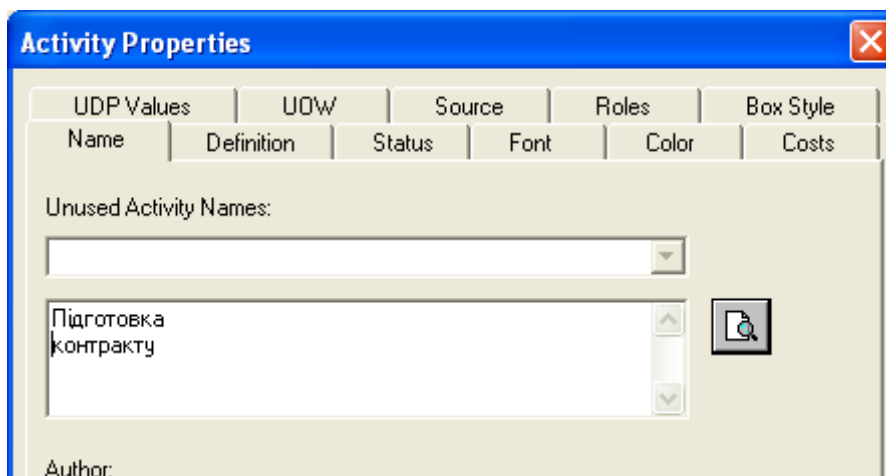 Activity Properties
UDP Values UOW Source Roles Box Style
Name Definition Status Font Color Costs
Unused Activity Names:
Підготовка
контракту
Author: